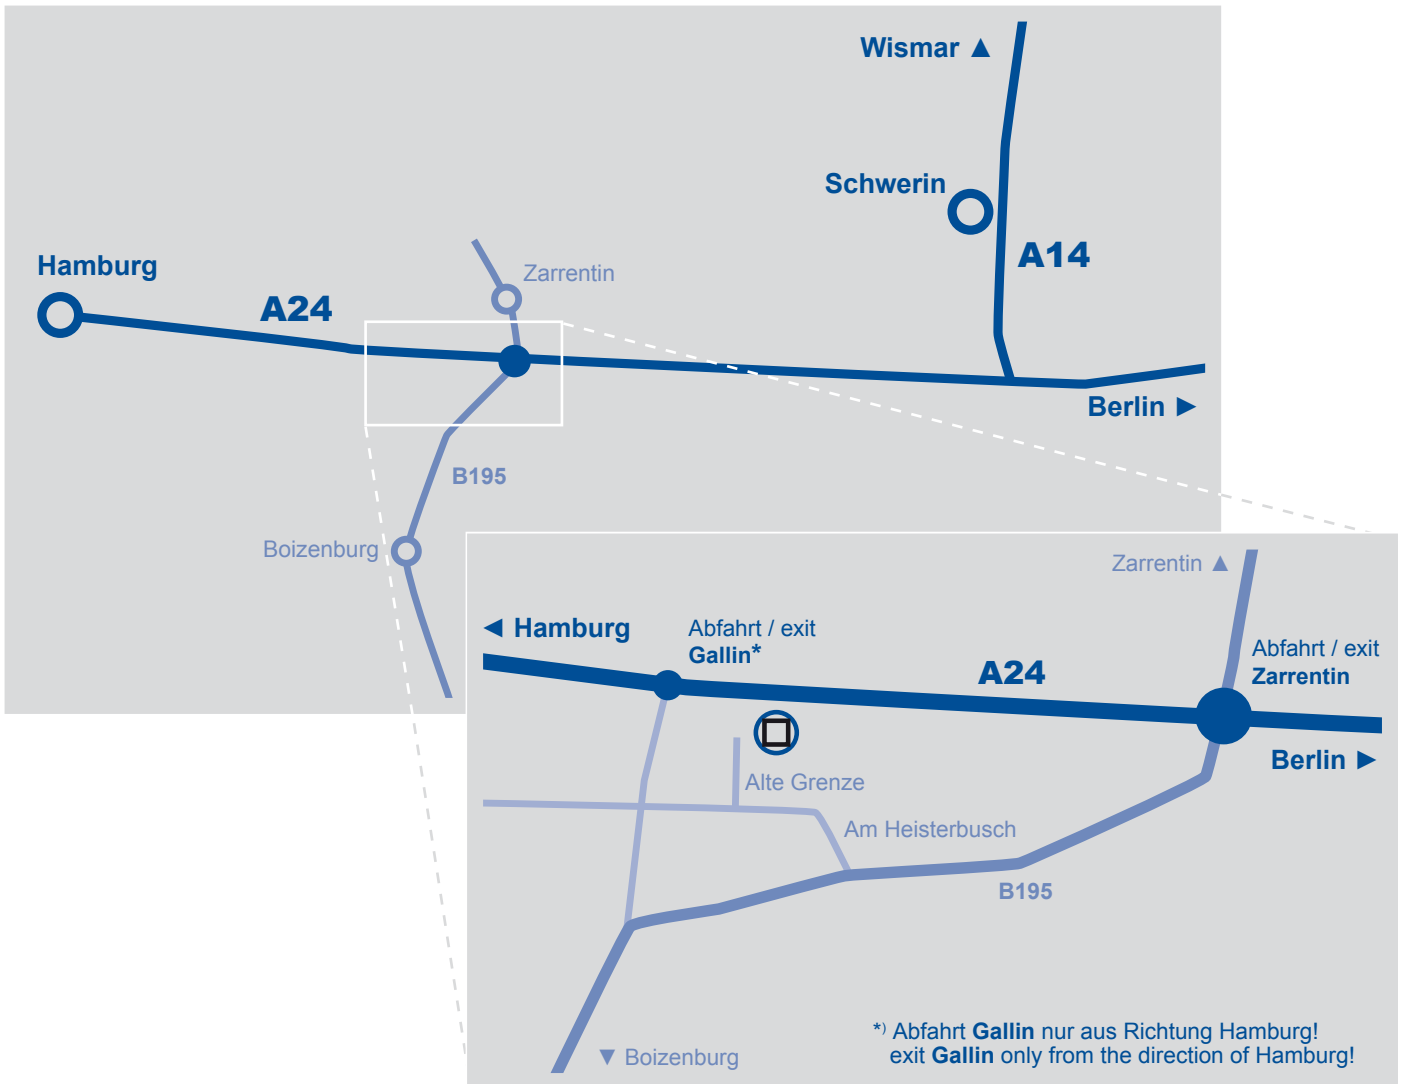 Wismar ▲
Schwerin
A14
Hamburg
Zarrentin
A24
Berlin ►
B195
Boizenburg
Zarrentin ▲
◄ Hamburg
Abfahrt / exit
Gallin*
A24
Abfahrt / exit
Zarrentin
Berlin ►
Alte Grenze
Am Heisterbusch
B195
▼ Boizenburg
*) Abfahrt Gallin nur aus Richtung Hamburg!
exit Gallin only from the direction of Hamburg!